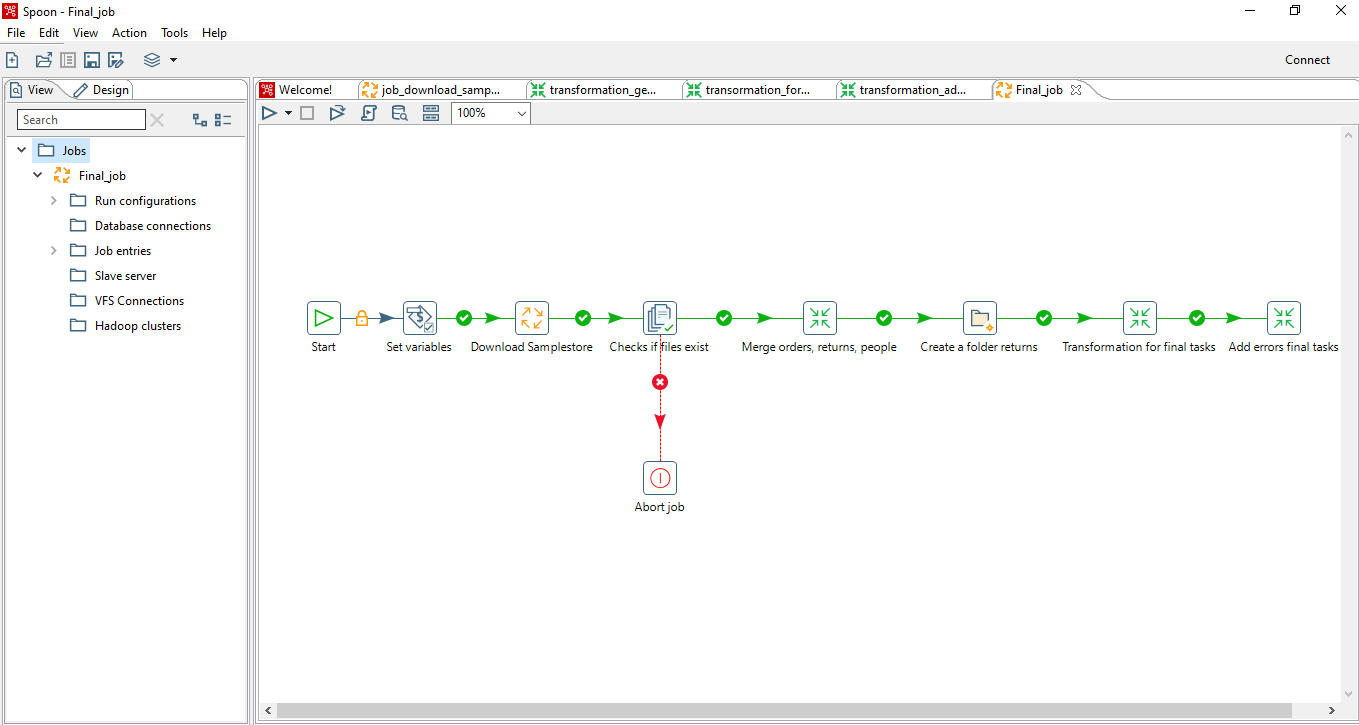 Spoon - Final_job
File Edit View Action Tools Help
Connect
View Design
Welcome! job_download_samp... transformation_ge... transormation_for... transformation_ad... Final_job
Search
100%
Jobs
Final_job
Run configurations
Database connections
Job entries
Slave server
VFS Connections
Hadoop clusters
Start Set variables Download Samplestore Checks if files exist Merge orders, returns, people Create a folder returns Transformation for final tasks Add errors final tasks
Abort job